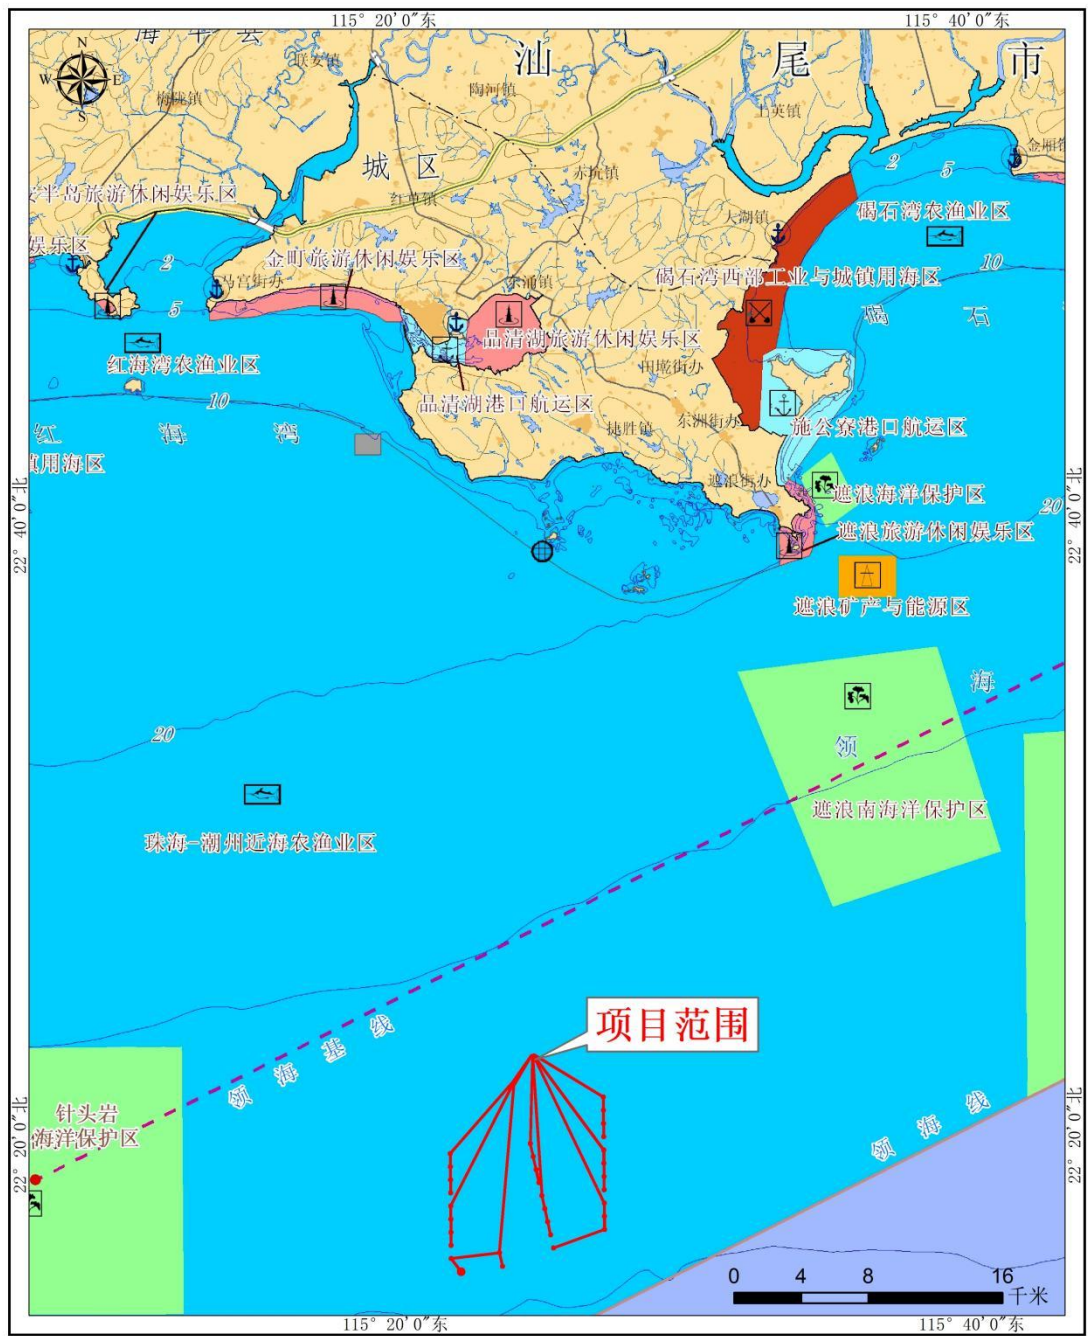 115° 20′0″东
115° 40′0″东
N
W
E
S
汕 尾 市
联安镇
梅陇镇
陶河镇
上英镇
金厢
城区
赤坑镇
红草镇
大湖镇
2
5
半岛旅游休闲娱乐区
碣石湾农渔业区
娱乐区
金町旅游休闲娱乐区
2
马宫街办
东涌镇
10
碣石湾西部工业与城镇用海区
5
碣 石
品清湖旅游休闲娱乐区
红海湾农渔业区
田墘街办
10
品清湖港口航运区
红 海 湾
捷胜镇
东洲街办
施公寮港口航运区
镇用海区
遮浪街办
遮浪海洋保护区
20
22° 40′0″北
22° 40′0″北
遮浪旅游休闲娱乐区
遮浪矿产与能源区
海
领
20
遮浪南海洋保护区
珠海-潮州近海农渔业区
项目范围
领海基线
领海线
针头岩
海洋保护区
22° 20′0″北
22° 20′0″北
0 4 8 16
千米
115° 20′0″东
115° 40′0″东